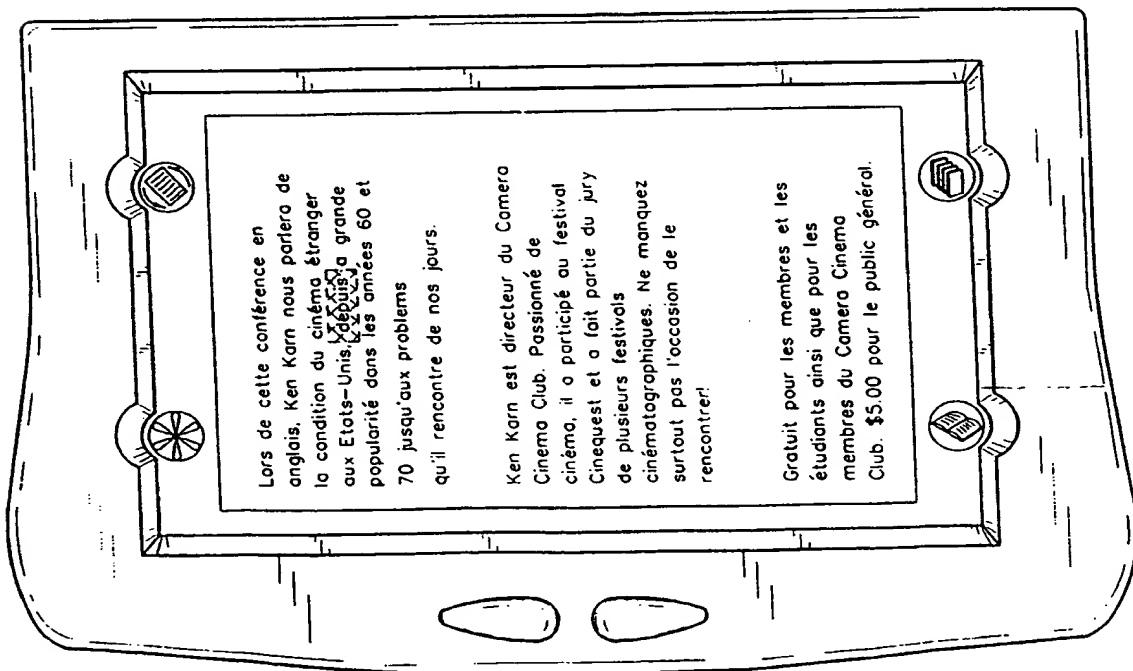 Lors de cette conférence en
anglais, Ken Karn nous parlera de
la condition du cinéma étranger
aux Etats-Unis, depuis la grande
popularité dans les années 60 et
70 jusqu'aux problems
qu'il rencontre de nos jours.
Ken Karn est directeur du Camera
Cinema Club. Passionné de
cinéma, il a participé au festival
Cinequest et a fait partie du jury
de plusieurs festivals
cinématographiques. Ne manquez
surtout pas l'occasion de le
rencontrer!
Gratuit pour les membres et les
étudiants ainsi que pour les
membres du Camera Cinema
Club. $5.00 pour le public général.